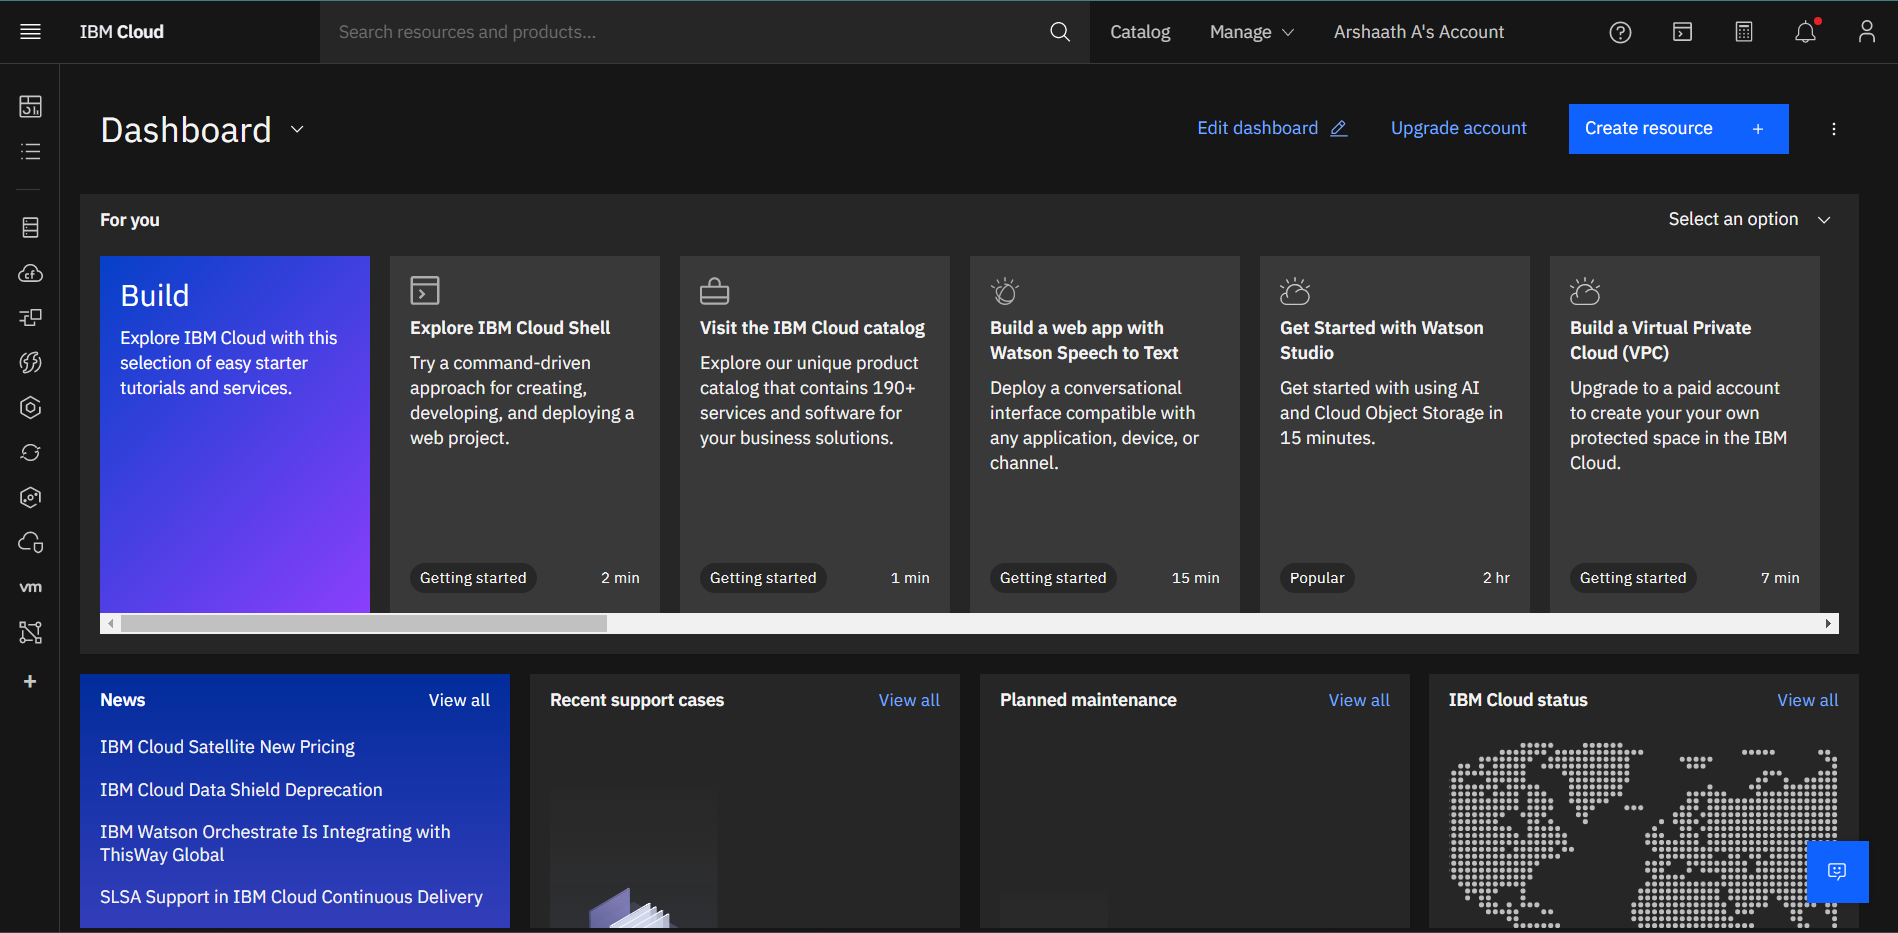 IBM Cloud
Search resources and products...
Catalog
Manage
Arshaath A's Account
Dashboard
Edit dashboard
Upgrade account
Create resource +
For you
Select an option
Build
Explore IBM Cloud with this
selection of easy starter
tutorials and services.
Explore IBM Cloud Shell
Try a command-driven
approach for creating,
developing, and deploying a
web project.
Getting started
2 min
Visit the IBM Cloud catalog
Explore our unique product
catalog that contains 190+
services and software for
your business solutions.
Getting started
1 min
Build a web app with
Watson Speech to Text
Deploy a conversational
interface compatible with
any application, device, or
channel.
Getting started
15 min
Get Started with Watson
Studio
Get started with using AI
and Cloud Object Storage in
15 minutes.
Popular
2 hr
Build a Virtual Private
Cloud (VPC)
Upgrade to a paid account
to create your your own
protected space in the IBM
Cloud.
Getting started
7 min
cf
vm
+
News
View all
IBM Cloud Satellite New Pricing
IBM Cloud Data Shield Deprecation
IBM Watson Orchestrate Is Integrating with
ThisWay Global
SLSA Support in IBM Cloud Continuous Delivery
Recent support cases
View all
Planned maintenance
View all
IBM Cloud status
View all